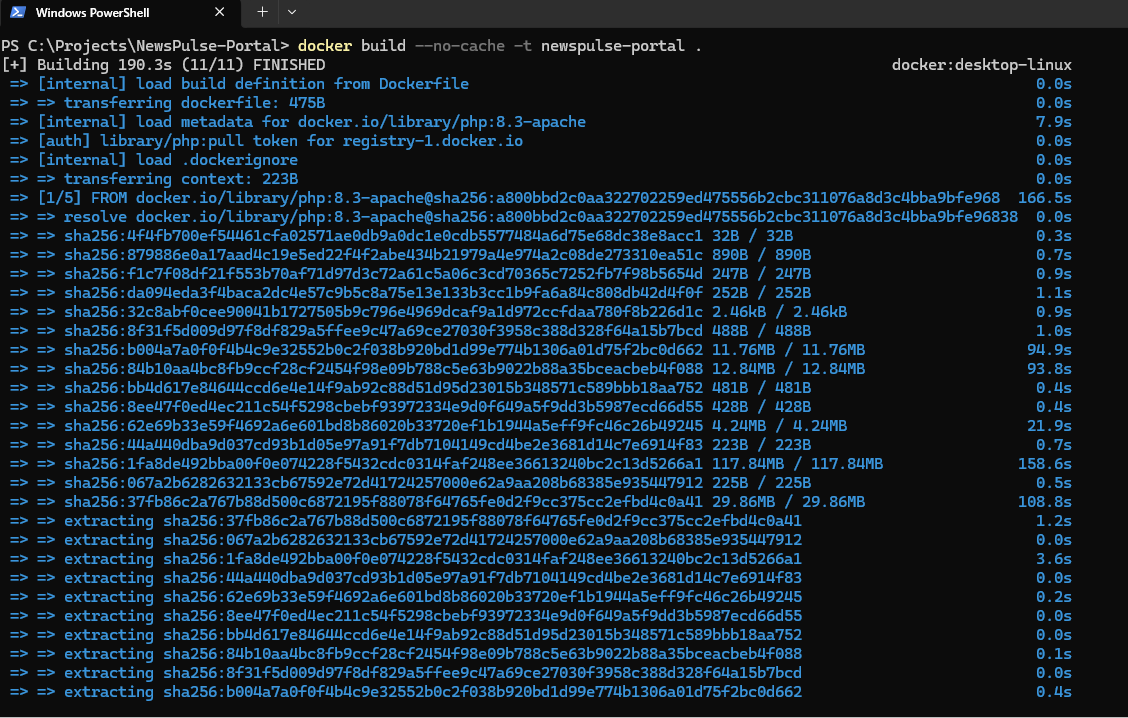 Windows PowerShell
PS C:\Projects\NewsPulse-Portal> docker build --no-cache -t newspulse-portal .
[+] Building 190.3s (11/11) FINISHED docker:desktop-linux
=> [internal] load build definition from Dockerfile 0.0s
=> => transferring dockerfile: 475B 0.0s
=> [internal] load metadata for docker.io/library/php:8.3-apache 7.9s
=> [auth] library/php:pull token for registry-1.docker.io 0.0s
=> [internal] load .dockerignore 0.0s
=> => transferring context: 223B 0.0s
=> [1/5] FROM docker.io/library/php:8.3-apache@sha256:a800bbd2c0aa322702259ed475556b2cbc311076a8d3c4bba9bfe968 166.5s
=> => resolve docker.io/library/php:8.3-apache@sha256:a800bbd2c0aa322702259ed475556b2cbc311076a8d3c4bba9bfe96838 0.0s
=> => sha256:4f4fb700ef54461cfa02571ae0db9a0dc1e0cdb5577484a6d75e68dc38e8acc1 32B / 32B 0.3s
=> => sha256:879886e0a17aad4c19e5ed22f4f2abe434b21979a4e974a2c08de273310ea51c 890B / 890B 0.7s
=> => sha256:f1c7f08df21f553b70af71d97d3c72a61c5a06c3cd70365c7252fb7f98b5654d 247B / 247B 0.9s
=> => sha256:da094eda3f4baca2dc4e57c9b5c8a75e13e133b3cc1b9fa6a84c808db42d4f0f 252B / 252B 1.1s
=> => sha256:32c8abf0cee90041b1727505b9c796e4969dcaf9a1d972ccfdaa780f8b226d1c 2.46kB / 2.46kB 0.9s
=> => sha256:8f31f5d009d97f8df829a5ffee9c47a69ce27030f3958c388d328f64a15b7bcd 488B / 488B 1.0s
=> => sha256:b004a7a0f0f4b4c9e32552b0c2f038b920bd1d99e774b1306a01d75f2bc0d662 11.76MB / 11.76MB 94.9s
=> => sha256:84b10aa4bc8fb9ccf28cf2454f98e09b788c5e63b9022b88a35bceacbeb4f088 12.84MB / 12.84MB 93.8s
=> => sha256:bb4d617e84644ccd6e4e14f9ab92c88d51d95d23015b348571c589bbb18aa752 481B / 481B 0.4s
=> => sha256:8ee47f0ed4ec211c54f5298cbebf93972334e9d0f649a5f9dd3b5987ecd66d55 428B / 428B 0.4s
=> => sha256:62e69b33e59f4692a6e601bd8b86020b33720ef1b1944a5eff9fc46c26b49245 4.24MB / 4.24MB 21.9s
=> => sha256:44a440dba9d037cd93b1d05e97a91f7db7104149cd4be2e3681d14c7e6914f83 223B / 223B 0.7s
=> => sha256:1fa8de492bba00f0e074228f5432cdc0314faf248ee36613240bc2c13d5266a1 117.84MB / 117.84MB 158.6s
=> => sha256:067a2b6282632133cb67592e72d41724257000e62a9aa208b68385e935447912 225B / 225B 0.5s
=> => sha256:37fb86c2a767b88d500c6872195f88078f64765fe0d2f9cc375cc2efbd4c0a41 29.86MB / 29.86MB 108.8s
=> => extracting sha256:37fb86c2a767b88d500c6872195f88078f64765fe0d2f9cc375cc2efbd4c0a41 1.2s
=> => extracting sha256:067a2b6282632133cb67592e72d41724257000e62a9aa208b68385e935447912 0.0s
=> => extracting sha256:1fa8de492bba00f0e074228f5432cdc0314faf248ee36613240bc2c13d5266a1 3.6s
=> => extracting sha256:44a440dba9d037cd93b1d05e97a91f7db7104149cd4be2e3681d14c7e6914f83 0.0s
=> => extracting sha256:62e69b33e59f4692a6e601bd8b86020b33720ef1b1944a5eff9fc46c26b49245 0.2s
=> => extracting sha256:8ee47f0ed4ec211c54f5298cbebf93972334e9d0f649a5f9dd3b5987ecd66d55 0.0s
=> => extracting sha256:bb4d617e84644ccd6e4e14f9ab92c88d51d95d23015b348571c589bbb18aa752 0.0s
=> => extracting sha256:84b10aa4bc8fb9ccf28cf2454f98e09b788c5e63b9022b88a35bceacbeb4f088 0.1s
=> => extracting sha256:8f31f5d009d97f8df829a5ffee9c47a69ce27030f3958c388d328f64a15b7bcd 0.0s
=> => extracting sha256:b004a7a0f0f4b4c9e32552b0c2f038b920bd1d99e774b1306a01d75f2bc0d662 0.4s